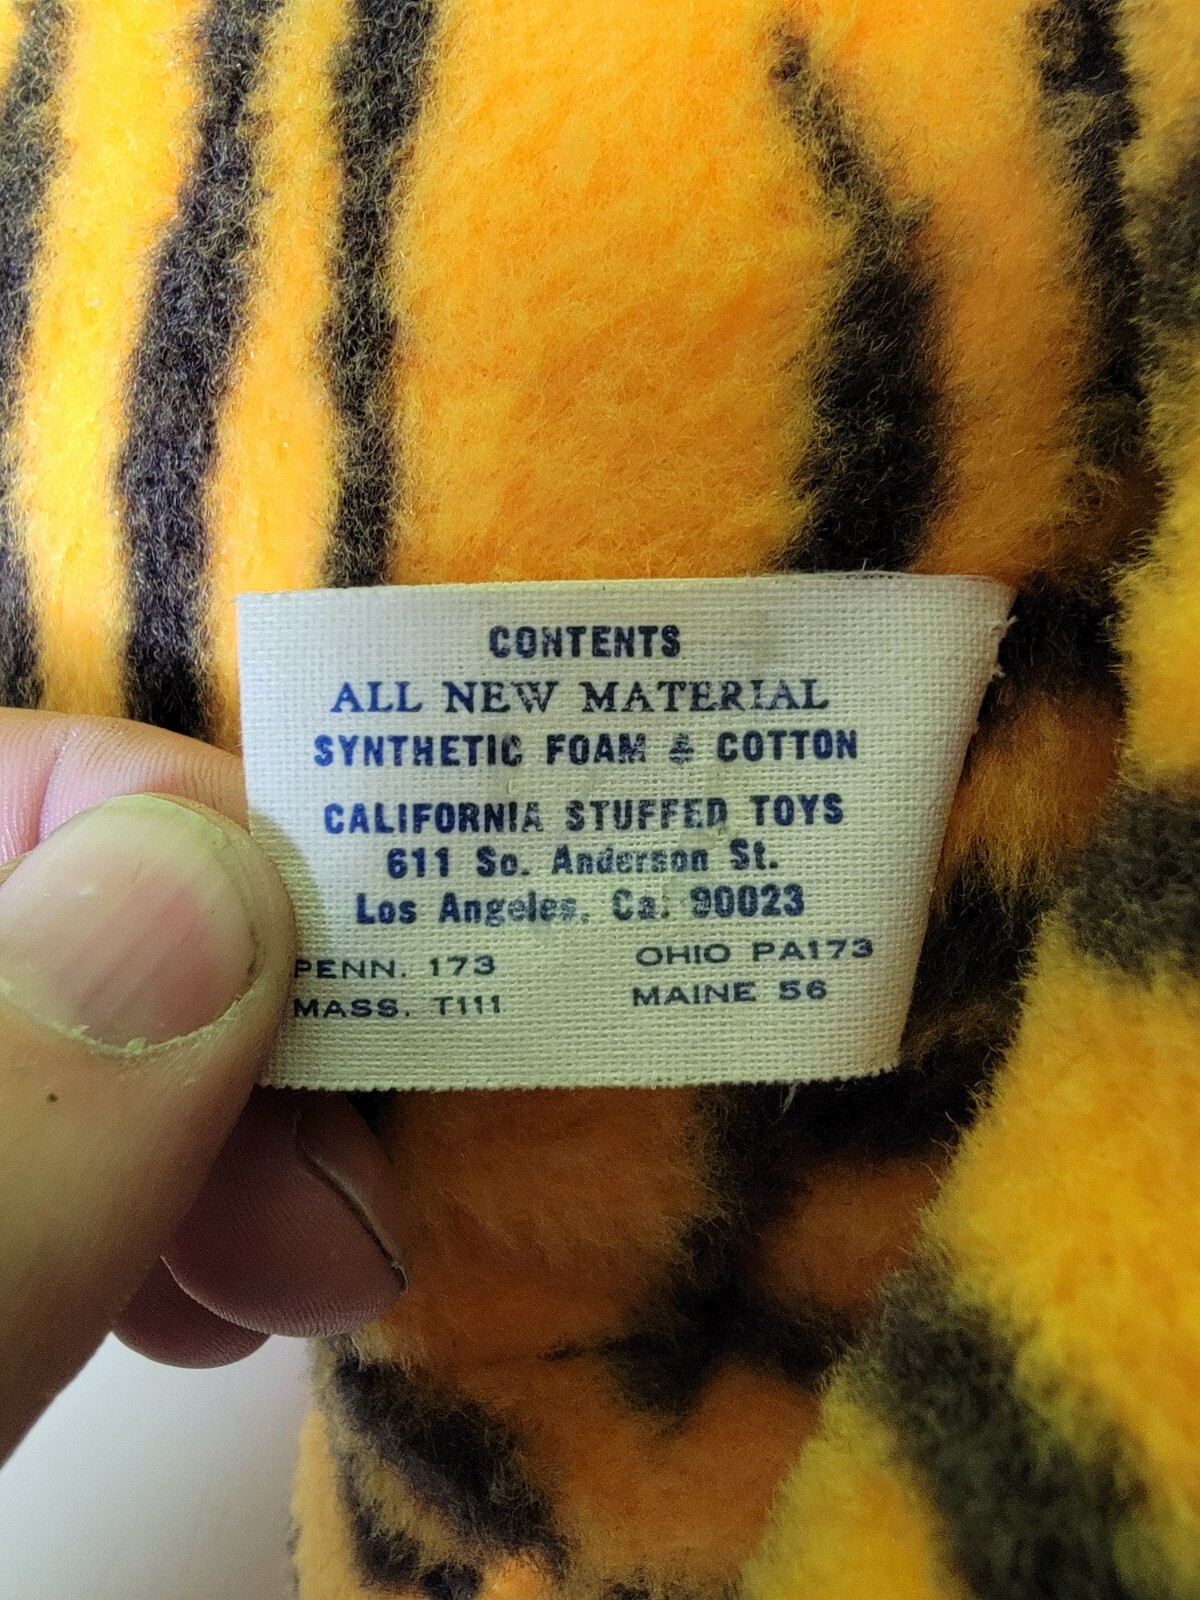 CONTENTS
ALL NEW MATERIAL
SYNTHETIC FOAM & COTTON
CALIFORNIA STUFFED TOYS
611 So. Anderson St.
Los Angeles, Ca. 90023
PENN. 173 OHIO PA173
MASS. T111 MAINE 56